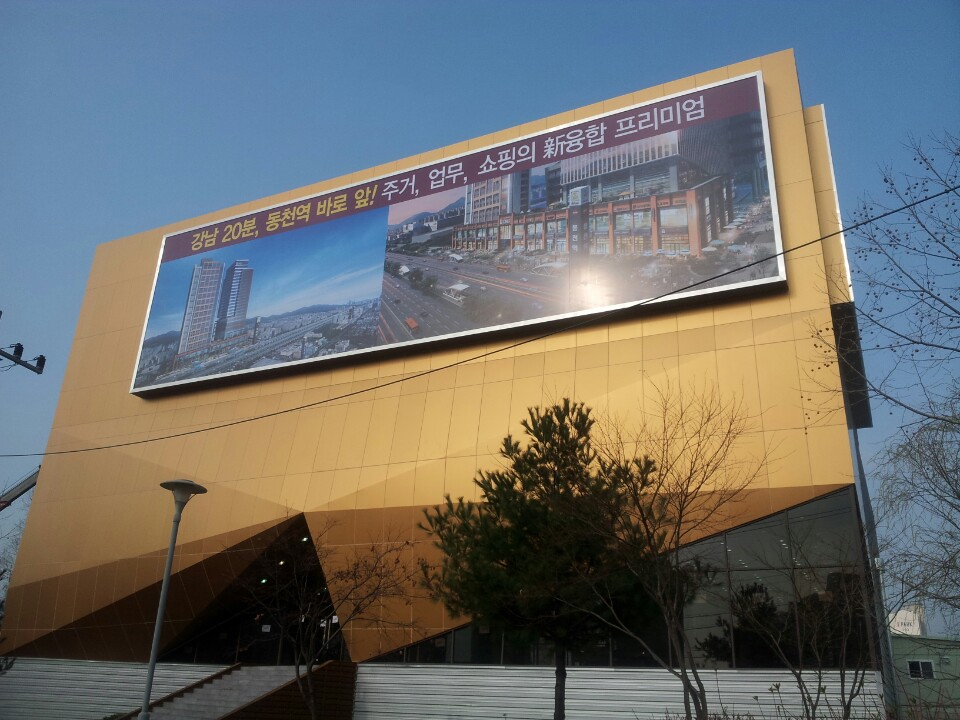 강남 20분, 동천역 바로 앞! 주거, 업무, 쇼핑의 新융합 프리미엄